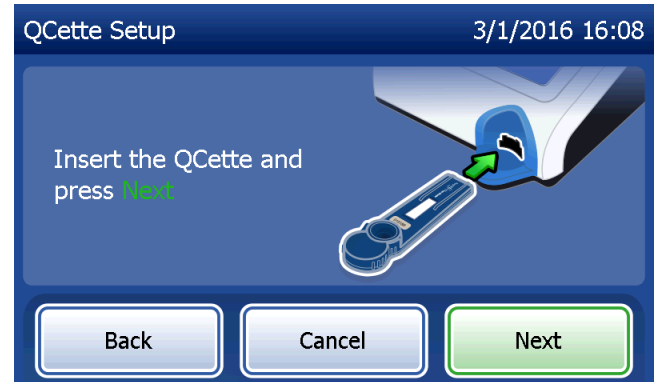 QCette Setup 3/1/2016 16:08
Insert the QCette and
press Next
Back Cancel Next